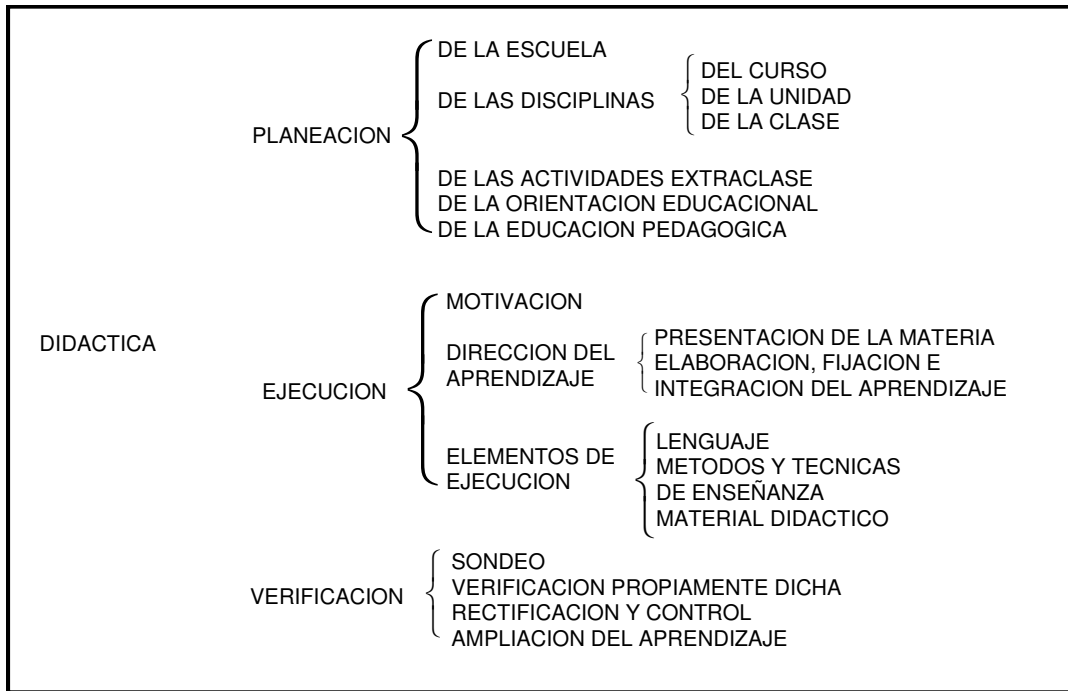 DIDACTICA
PLANEACION
DE LA ESCUELA
DE LAS DISCIPLINAS
DEL CURSO
DE LA UNIDAD
DE LA CLASE
DE LAS ACTIVIDADES EXTRACLASE
DE LA ORIENTACION EDUCACIONAL
DE LA EDUCACION PEDAGOGICA
EJECUCION
MOTIVACION
DIRECCION DEL
APRENDIZAJE
PRESENTACION DE LA MATERIA
ELABORACION, FIJACION E
INTEGRACION DEL APRENDIZAJE
ELEMENTOS DE
EJECUCION
LENGUAJE
METODOS Y TECNICAS
DE ENSEÑANZA
MATERIAL DIDACTICO
VERIFICACION
SONDEO
VERIFICACION PROPIAMENTE DICHA
RECTIFICACION Y CONTROL
AMPLIACION DEL APRENDIZAJE